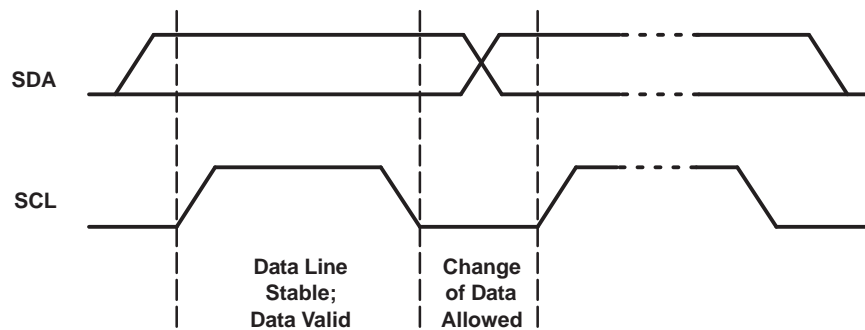 SDA
SCL
Data Line
Stable;
Data Valid
Change
of Data
Allowed